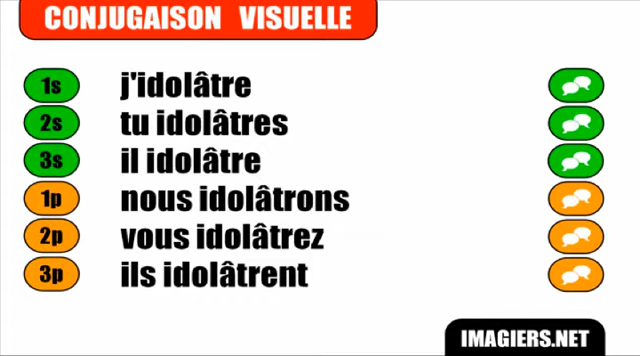 CONJUGAISON VISUELLE
1s j'idolâtre
2s tu idolâtres
3s il idolâtre
1p nous idolâtrons
2p vous idolâtrez
3p ils idolâtrent
IMAGIERS.NET